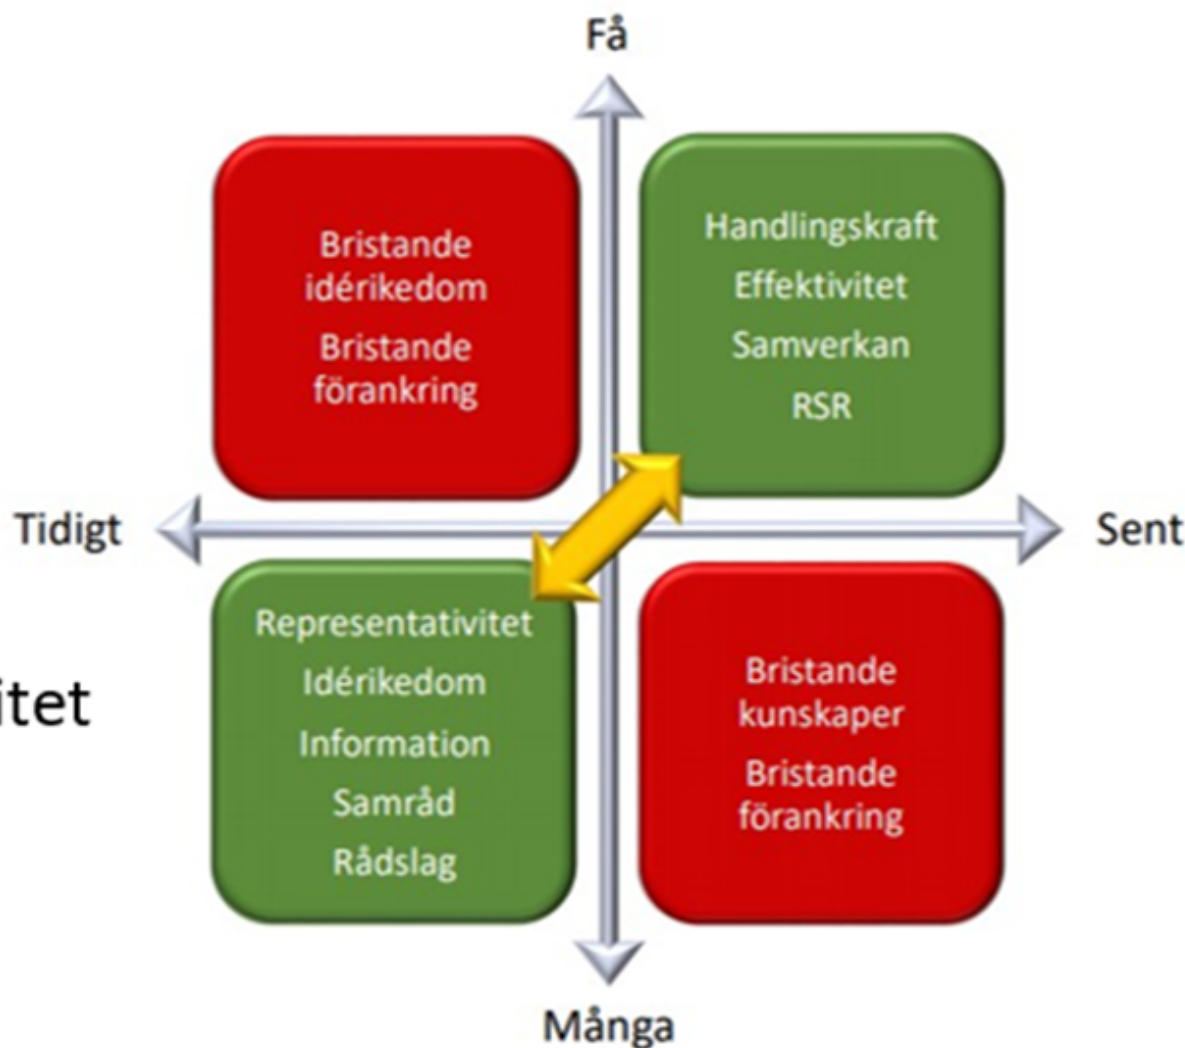 Få
Bristande
idérikedom
Bristande
förankring
Handlingskraft
Effektivitet
Samverkan
RSR
Tidigt
Sent
itet
Representativitet
Idérikedom
Information
Samråd
Rådslag
Bristande
kunskaper
Bristande
förankring
Många